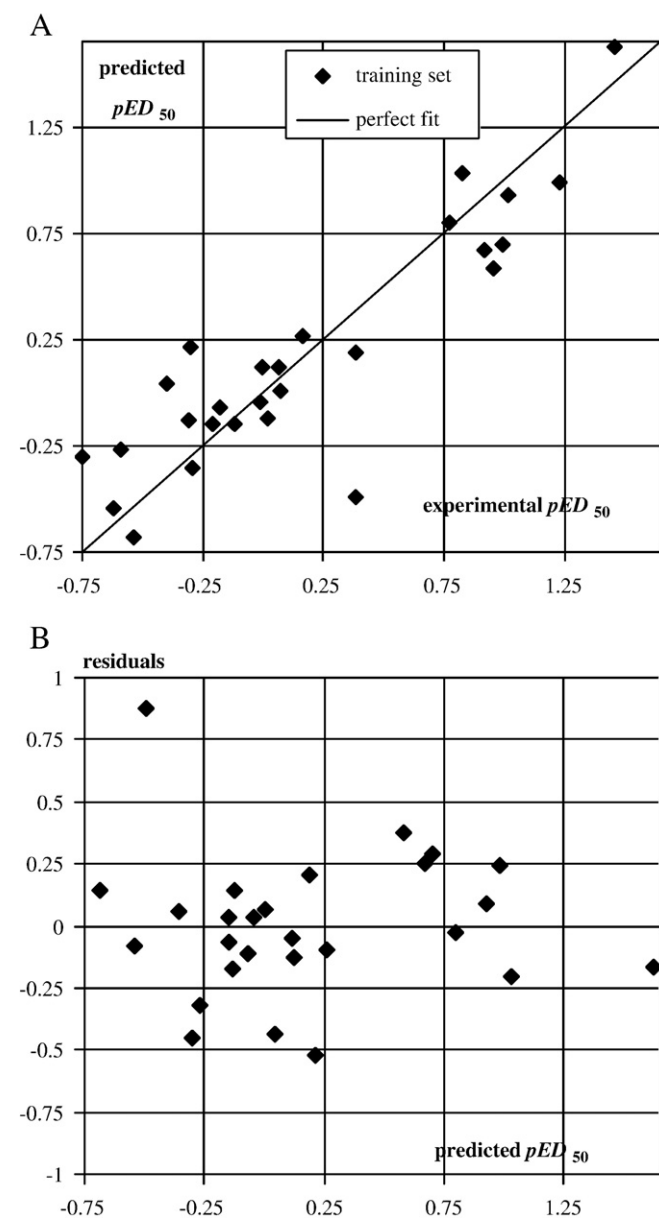 A
predicted
pED 50
training set
perfect fit
1.25
0.75
0.25
-0.25
experimental pED 50
-0.75
-0.75 -0.25 0.25 0.75 1.25
B
residuals
1
0.75
0.5
0.25
0
-0.25
-0.5
-0.75
predicted pED 50
-1
-0.75 -0.25 0.25 0.75 1.25